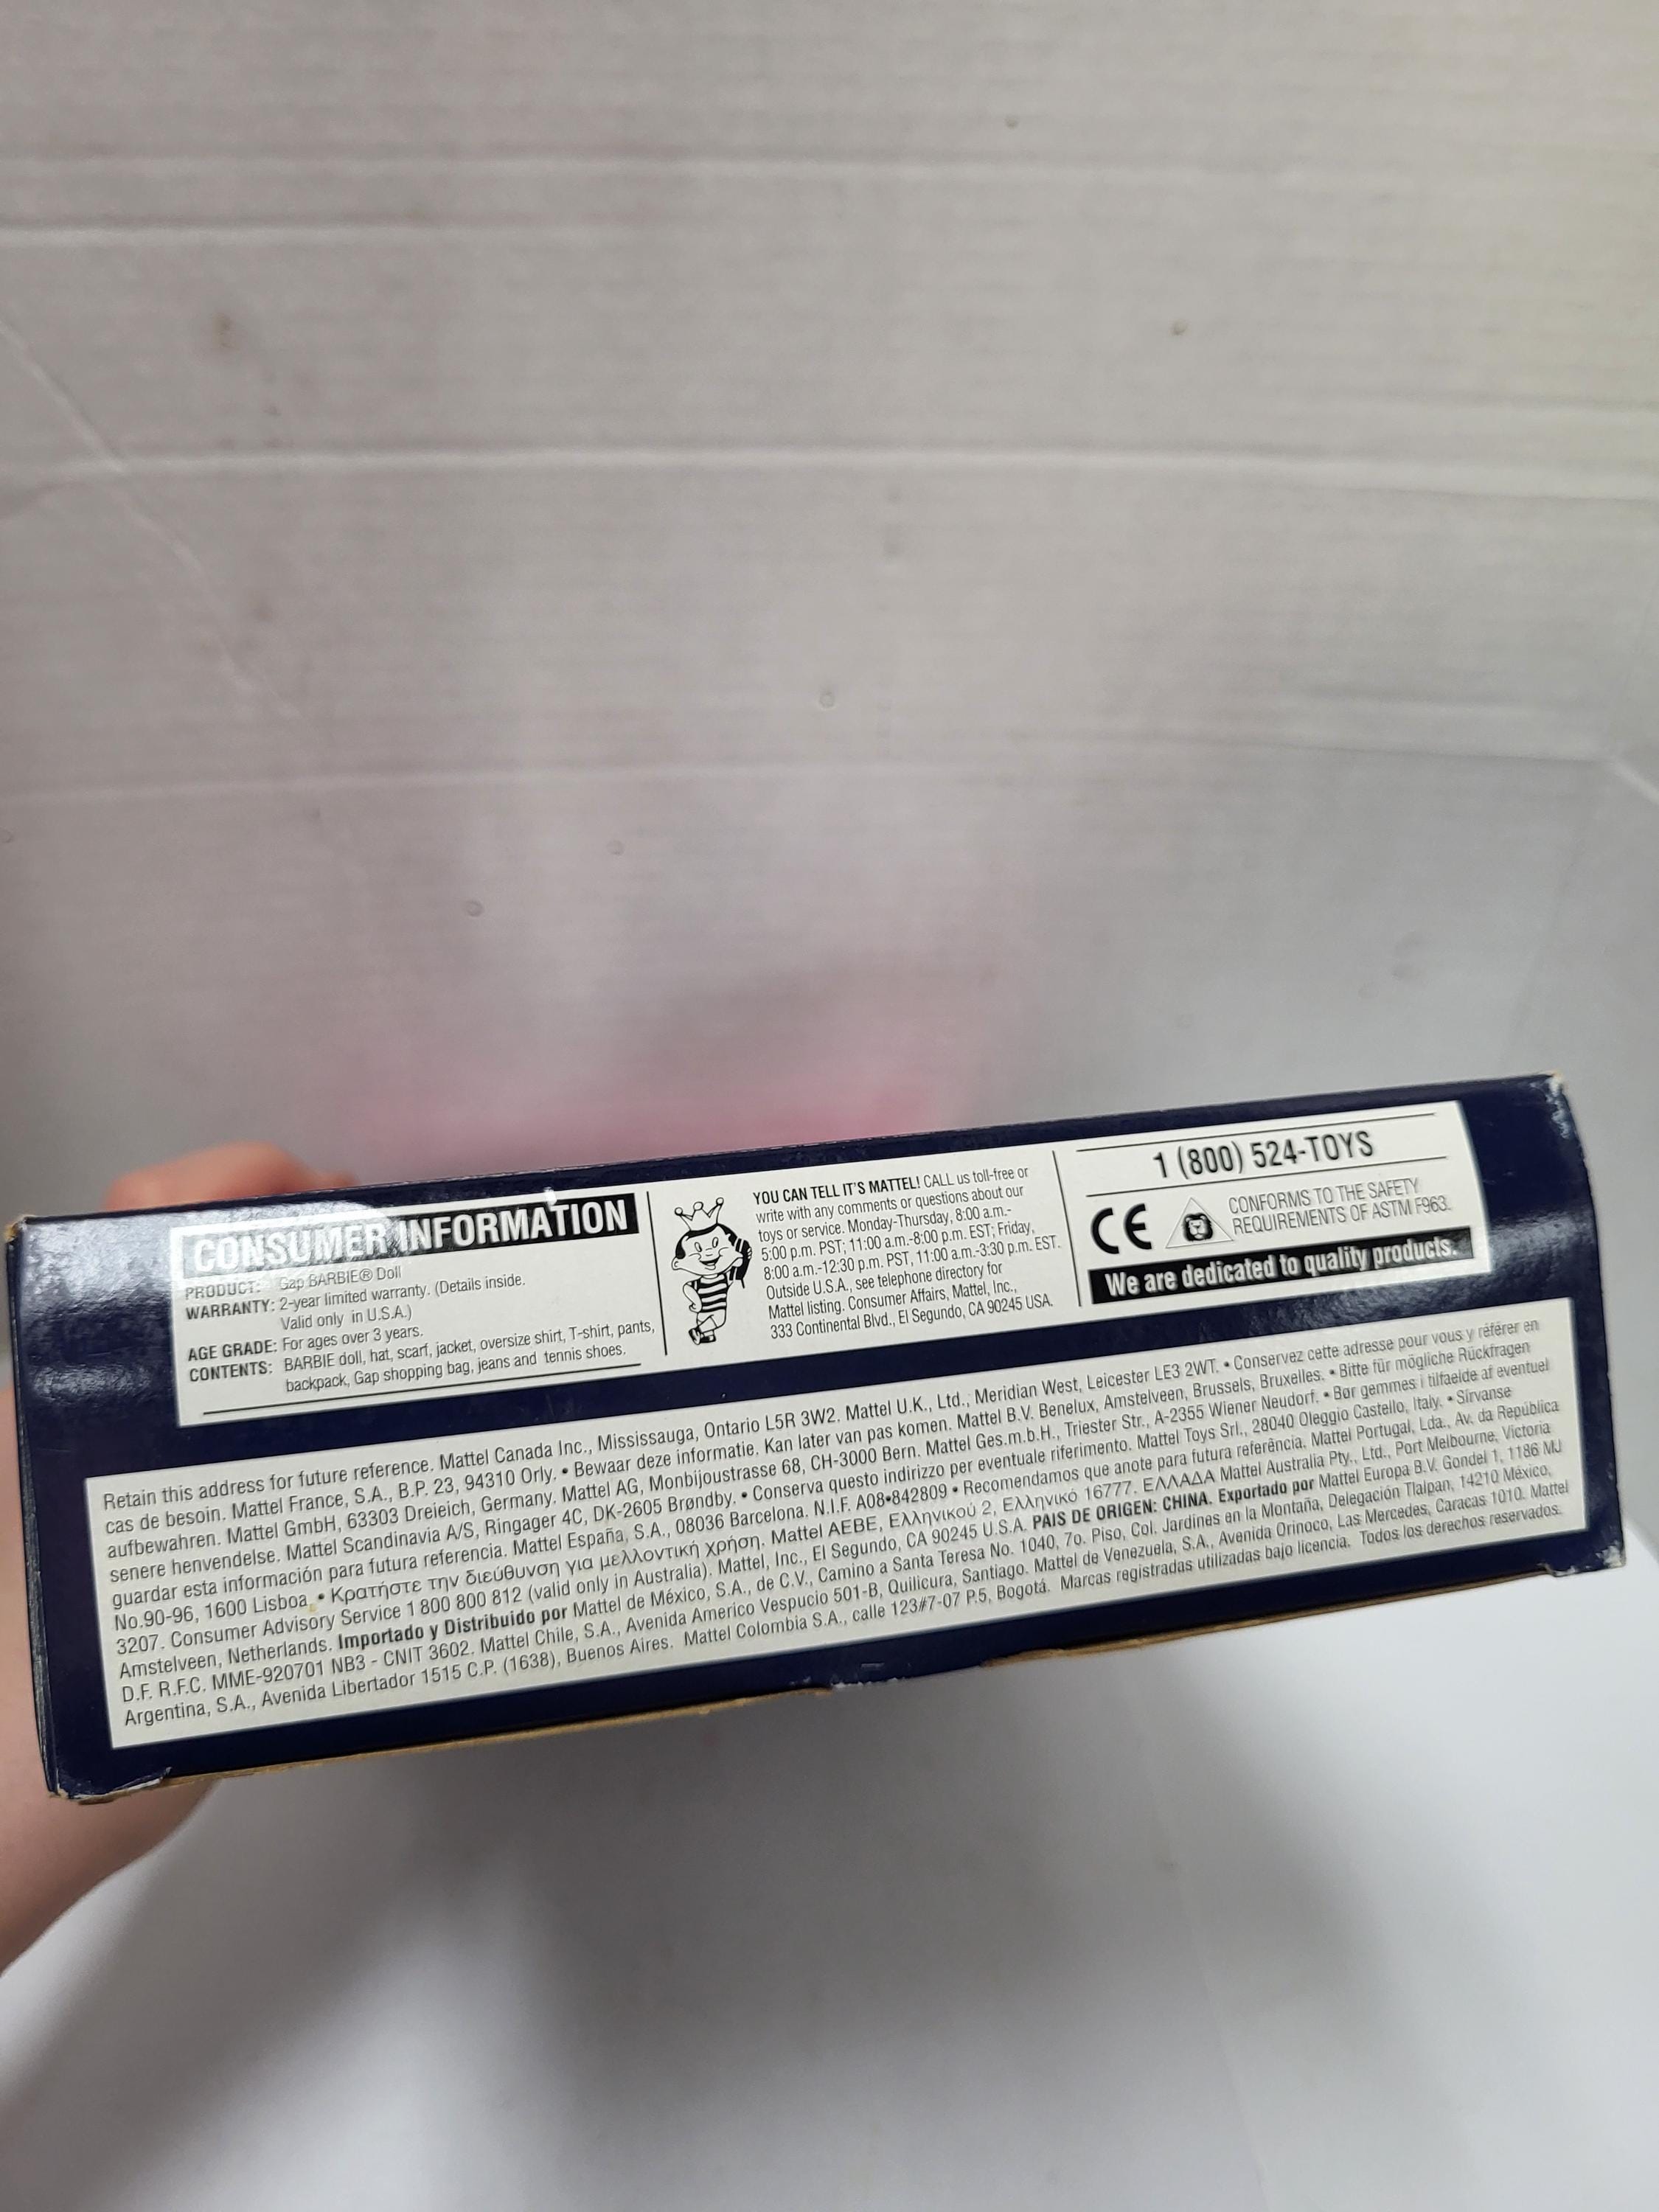 CONSUMER INFORMATION
PRODUCT: Gap BARBIE® Doll
WARRANTY: 2-year limited warranty. (Details inside.
Valid only in U.S.A.)
AGE GRADE: For ages over 3 years.
CONTENTS: BARBIE doll, hat, scarf, jacket, oversize shirt, T-shirt, pants,
backpack, Gap shopping bag, jeans and tennis shoes.
YOU CAN TELL IT'S MATTEL! CALL us toll-free or
write with any comments or questions about our
toys or service. Monday-Thursday, 8:00 a.m.-
5:00 p.m. PST; 11:00 a.m.-8:00 p.m. EST; Friday,
8:00 a.m.-12:30 p.m. PST, 11:00 a.m.-3:30 p.m. EST.
Outside U.S.A., see telephone directory for
Mattel listing. Consumer Affairs, Mattel, Inc.,
333 Continental Blvd., El Segundo, CA 90245 USA.
1 (800) 524-TOYS
CE
CONFORMS TO THE SAFETY
REQUIREMENTS OF ASTM F963.
We are dedicated to quality products.
Retain this address for future reference. Mattel Canada Inc., Mississauga, Ontario L5R 3W2. Mattel U.K., Ltd., Meridian West, Leicester LE3 2WT. • Conservez cette adresse pour vous y référer en
cas de besoin. Mattel France, S.A., B.P. 23, 94310 Orly. • Bewaar deze informatie. Kan later van pas komen. Mattel B.V. Benelux, Amstelveen, Brussels, Bruxelles. • Bitte für mögliche Rückfragen
aufbewahren. Mattel GmbH, 63303 Dreieich, Germany. Mattel AG, Monbijoustrasse 68, CH-3000 Bern. Mattel Ges.m.b.H., Triester Str., A-2355 Wiener Neudorf. • Bør gemmes i tilfaelde af eventuel
senere henvendelse. Mattel Scandinavia A/S, Ringager 4C, DK-2605 Brøndby. • Conserva questo indirizzo per eventuale riferimento. Mattel Toys Srl., 28040 Oleggio Castello, Italy. • Sírvanse
guardar esta información para futura referencia. Mattel España, S.A., 08036 Barcelona. N.I.F. A08•842809 • Recomendamos que anote para futura referência. Mattel Portugal, Lda., Av. da República
No.90-96, 1600 Lisboa. • Κρατήστε την διεύθυνση για μελλοντική χρήση. Mattel AEBE, Ελληνικού 2, Ελληνικό 16777. ΕΛΛΑΔΑ Mattel Australia Pty., Ltd., Port Melbourne, Victoria
3207. Consumer Advisory Service 1 800 800 812 (valid only in Australia). Mattel, Inc., El Segundo, CA 90245 U.S.A. PAIS DE ORIGEN: CHINA. Exportado por Mattel Europa B.V. Gondel 1, 1186 MJ
Amstelveen, Netherlands. Importado y Distribuido por Mattel de México, S.A., de C.V., Camino a Santa Teresa No. 1040, 7o. Piso, Col. Jardines en la Montaña, Delegación Tlalpan, 14210 México,
D.F. R.F.C. MME-920701 NB3 - CNIT 3602. Mattel Chile, S.A., Avenida Americo Vespucio 501-B, Quilicura, Santiago. Mattel de Venezuela, S.A., Avenida Orinoco, Las Mercedes, Caracas 1010. Mattel
Argentina, S.A., Avenida Libertador 1515 C.P. (1638), Buenos Aires. Mattel Colombia S.A., calle 123#7-07 P.5, Bogotá. Marcas registradas utilizadas bajo licencia. Todos los derechos reservados.